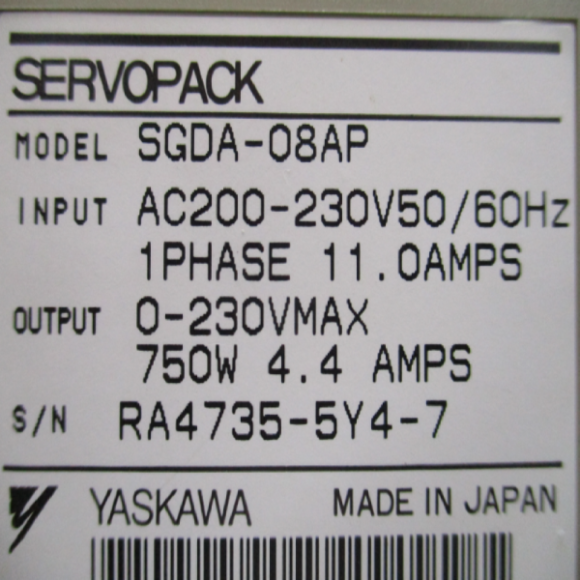 SERVOPACK
MODEL SGDA-08AP
INPUT AC200-230V50/60Hz
1PHASE 11.0AMPS
OUTPUT 0-230VMAX
750W 4.4 AMPS
S/N RA4735-5Y4-7
YASKAWA MADE IN JAPAN